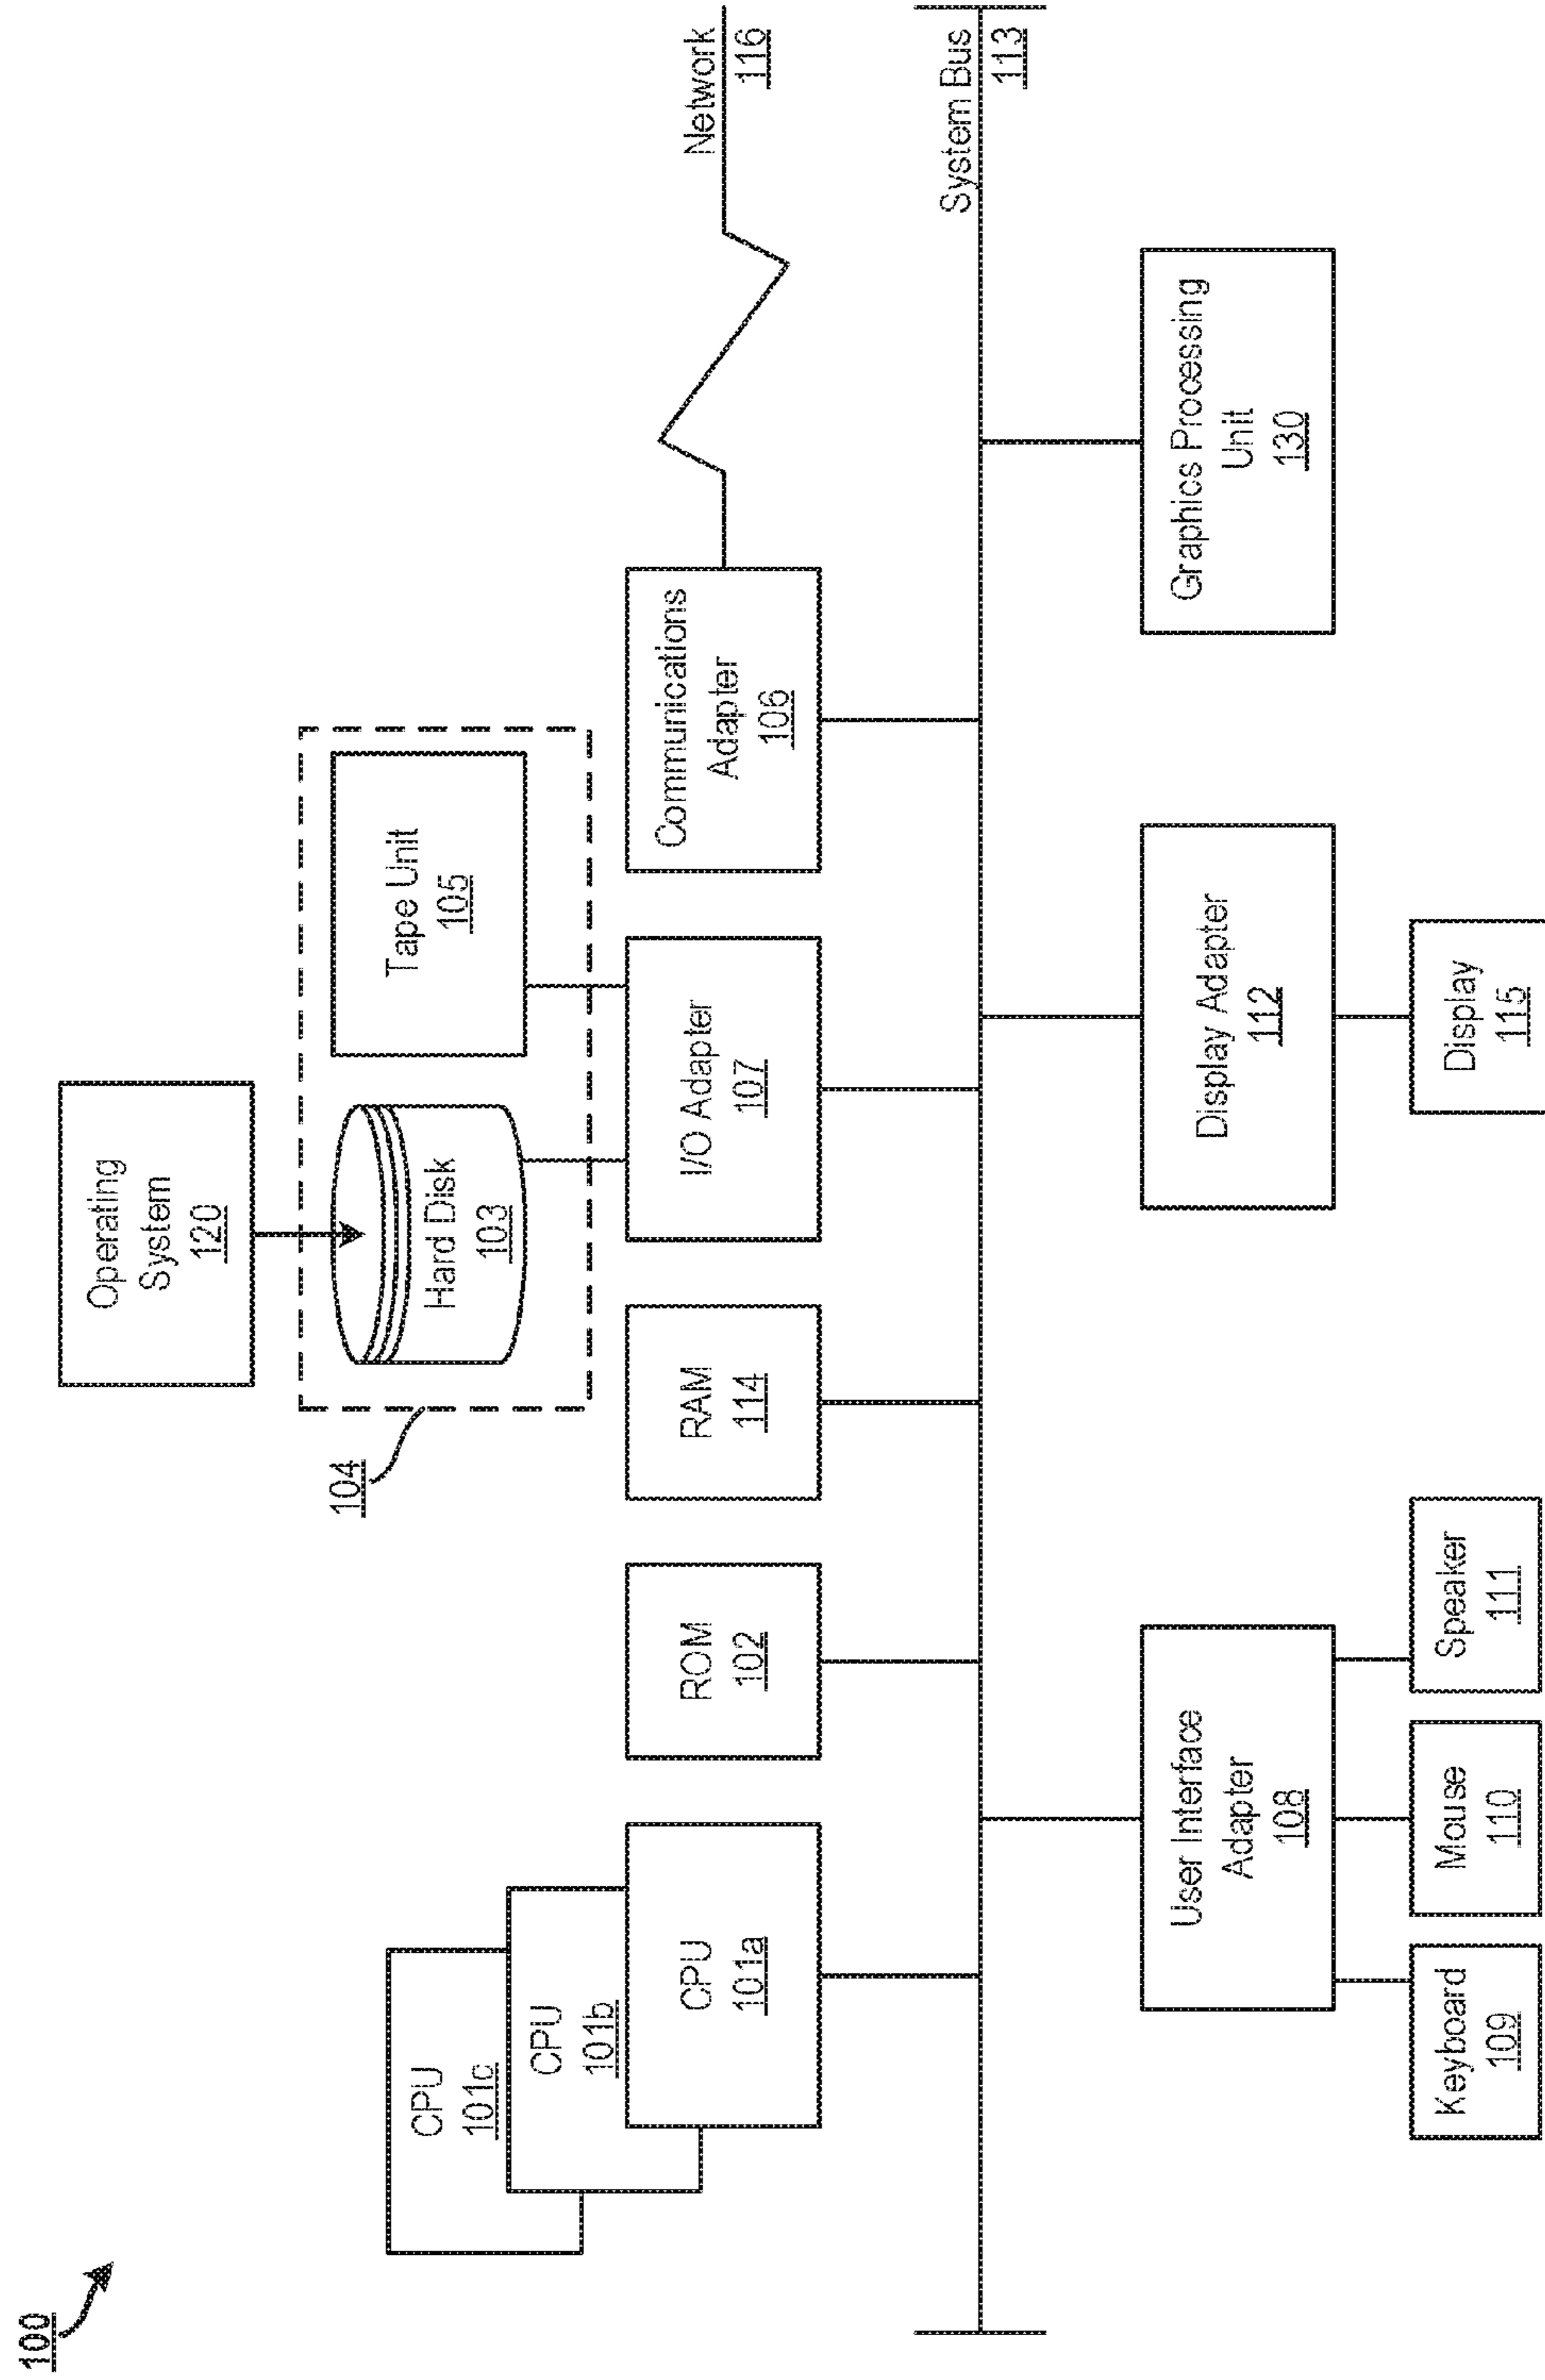 100
Operating
System
120
104
Hard Disk
103
Tape Unit
105
CPU
101c
CPU
101b
CPU
101a
ROM
102
RAM
114
I/O Adapter
107
Communications
Adapter
106
Network
116
System Bus
113
User Interface
Adapter
108
Display Adapter
112
Graphics Processing
Unit
130
Keyboard
109
Mouse
110
Speaker
111
Display
115